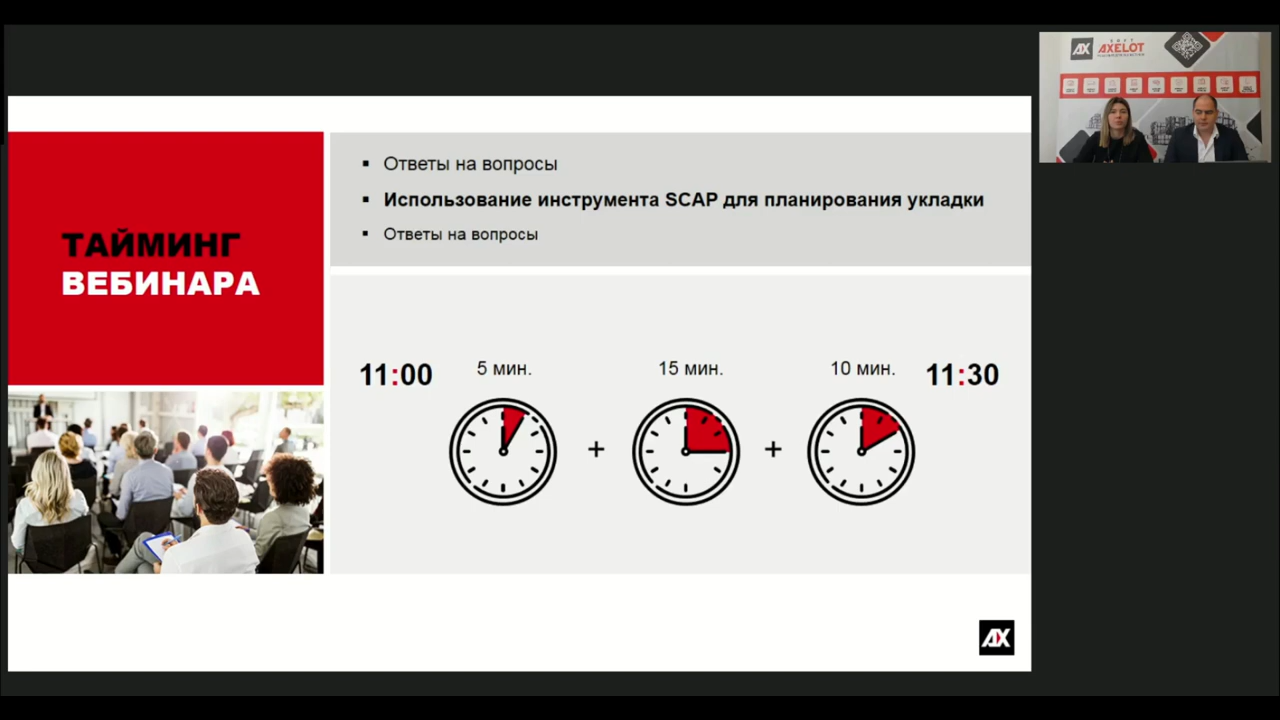 ТАЙМИНГ
ВЕБИНАРА
▪ Ответы на вопросы
▪ Использование инструмента SCAP для планирования укладки
▪ Ответы на вопросы
11:00
5 мин.
15 мин.
10 мин.
11:30
+
+
AX
AX
СОФТ
AXELOT